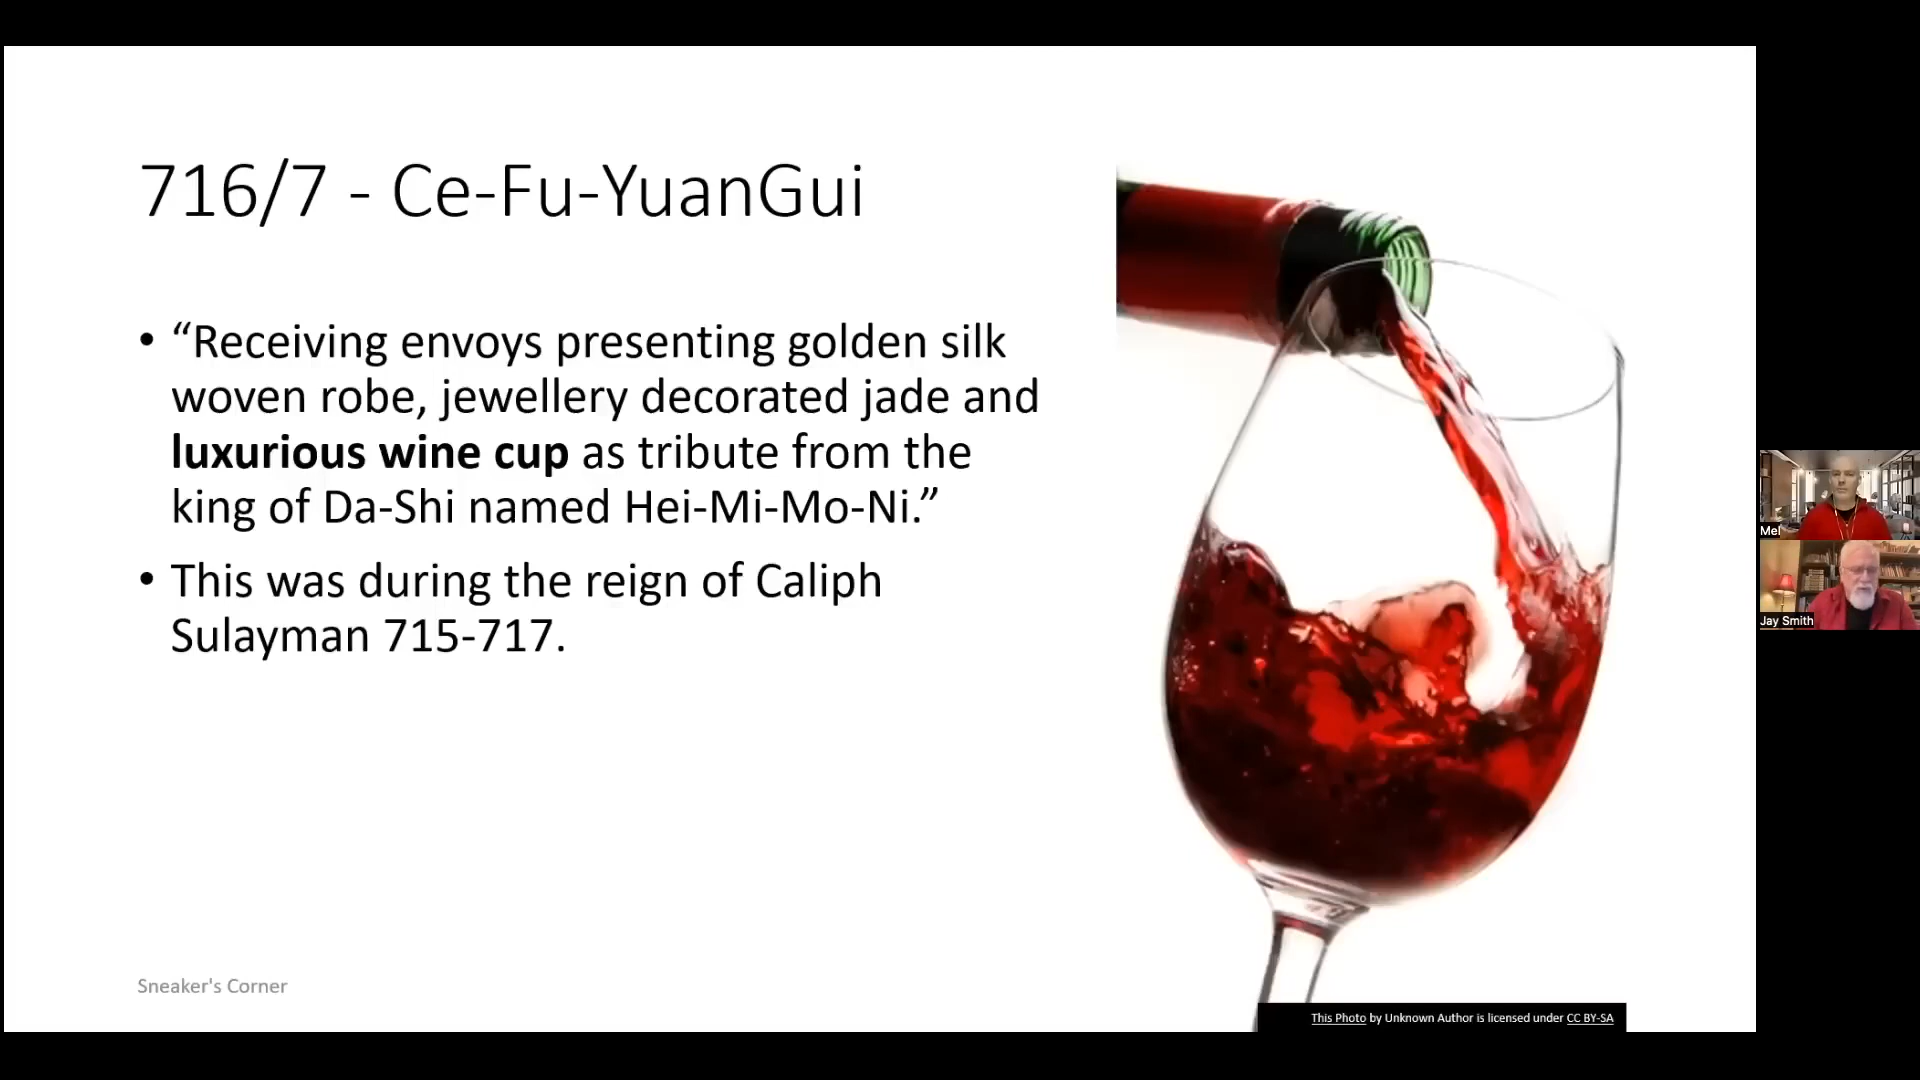 716/7 - Ce-Fu-YuanGui
• “Receiving envoys presenting golden silk
woven robe, jewellery decorated jade and
luxurious wine cup as tribute from the
king of Da-Shi named Hei-Mi-Mo-Ni.”
• This was during the reign of Caliph
Sulayman 715-717.
Sneaker's Corner
This Photo by Unknown Author is licensed under CC BY-SA
Mel
Jay Smith